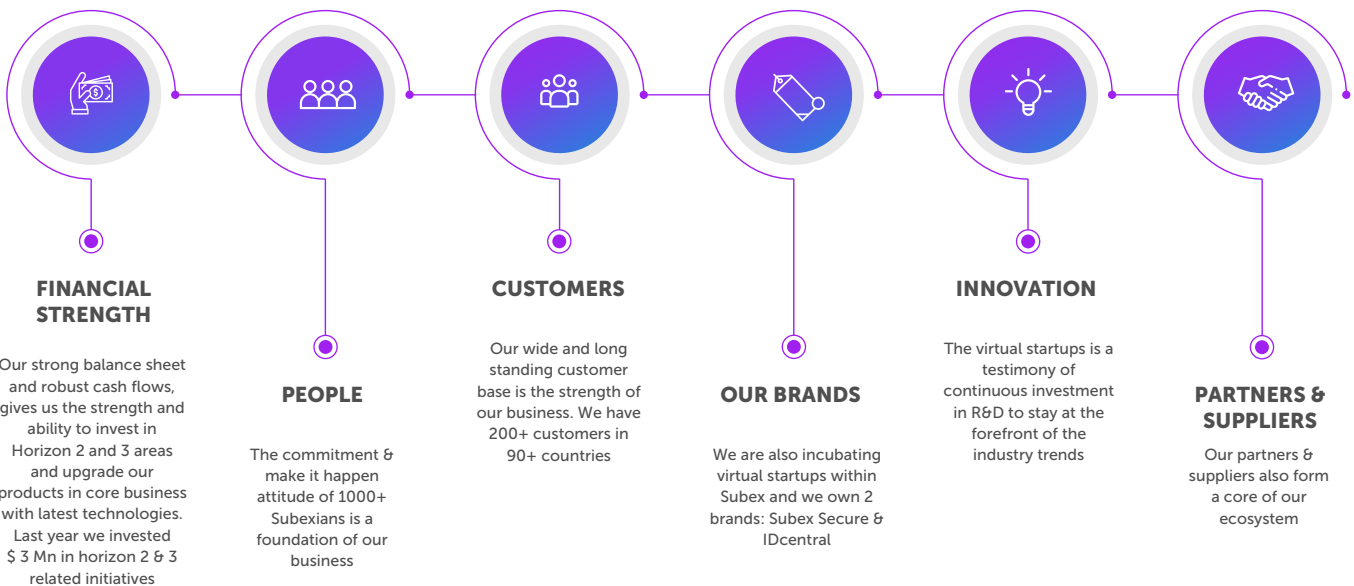 FINANCIAL
STRENGTH
Our strong balance sheet
and robust cash flows,
gives us the strength and
ability to invest in
Horizon 2 and 3 areas
and upgrade our
products in core business
with latest technologies.
Last year we invested
$ 3 Mn in horizon 2 & 3
related initiatives
PEOPLE
The commitment &
make it happen
attitude of 1000+
Subexians is a
foundation of our
business
CUSTOMERS
Our wide and long
standing customer
base is the strength of
our business. We have
200+ customers in
90+ countries
OUR BRANDS
We are also incubating
virtual startups within
Subex and we own 2
brands: Subex Secure &
IDcentral
INNOVATION
The virtual startups is a
testimony of
continuous investment
in R&D to stay at the
forefront of the
industry trends
PARTNERS &
SUPPLIERS
Our partners &
suppliers also form
a core of our
ecosystem